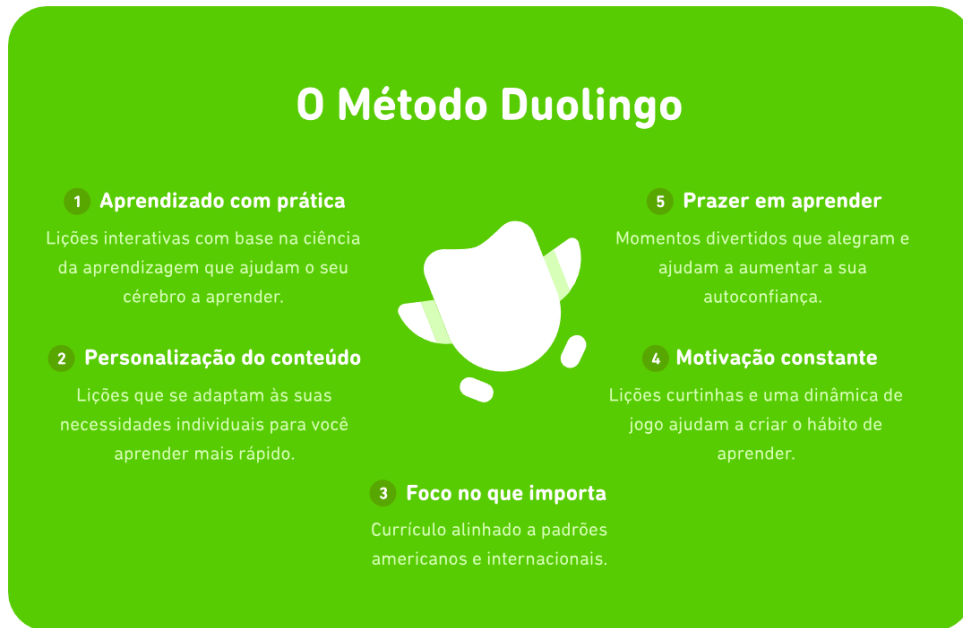 O Método Duolingo
1 Aprendizado com prática
Lições interativas com base na ciência
da aprendizagem que ajudam o seu
cérebro a aprender.
2 Personalização do conteúdo
Lições que se adaptam às suas
necessidades individuais para você
aprender mais rápido.
3 Foco no que importa
Currículo alinhado a padrões
americanos e internacionais.
4 Motivação constante
Lições curtinhas e uma dinâmica de
jogo ajudam a criar o hábito de
aprender.
5 Prazer em aprender
Momentos divertidos que alegram e
ajudam a aumentar a sua
autoconfiança.